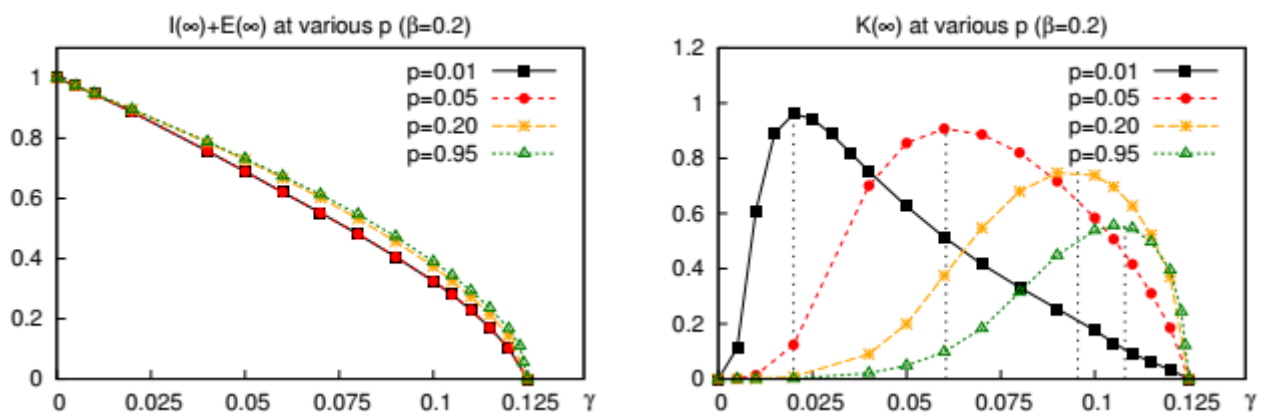 I(∞)+E(∞) at various p (β=0.2)
1
0.8
0.6
0.4
0.2
0
p=0.01
p=0.05
p=0.20
p=0.95
0 0.025 0.05 0.075 0.1 0.125 γ
K(∞) at various p (β=0.2)
1.2
1
0.8
0.6
0.4
0.2
0
p=0.01
p=0.05
p=0.20
p=0.95
0 0.025 0.05 0.075 0.1 0.125 γ